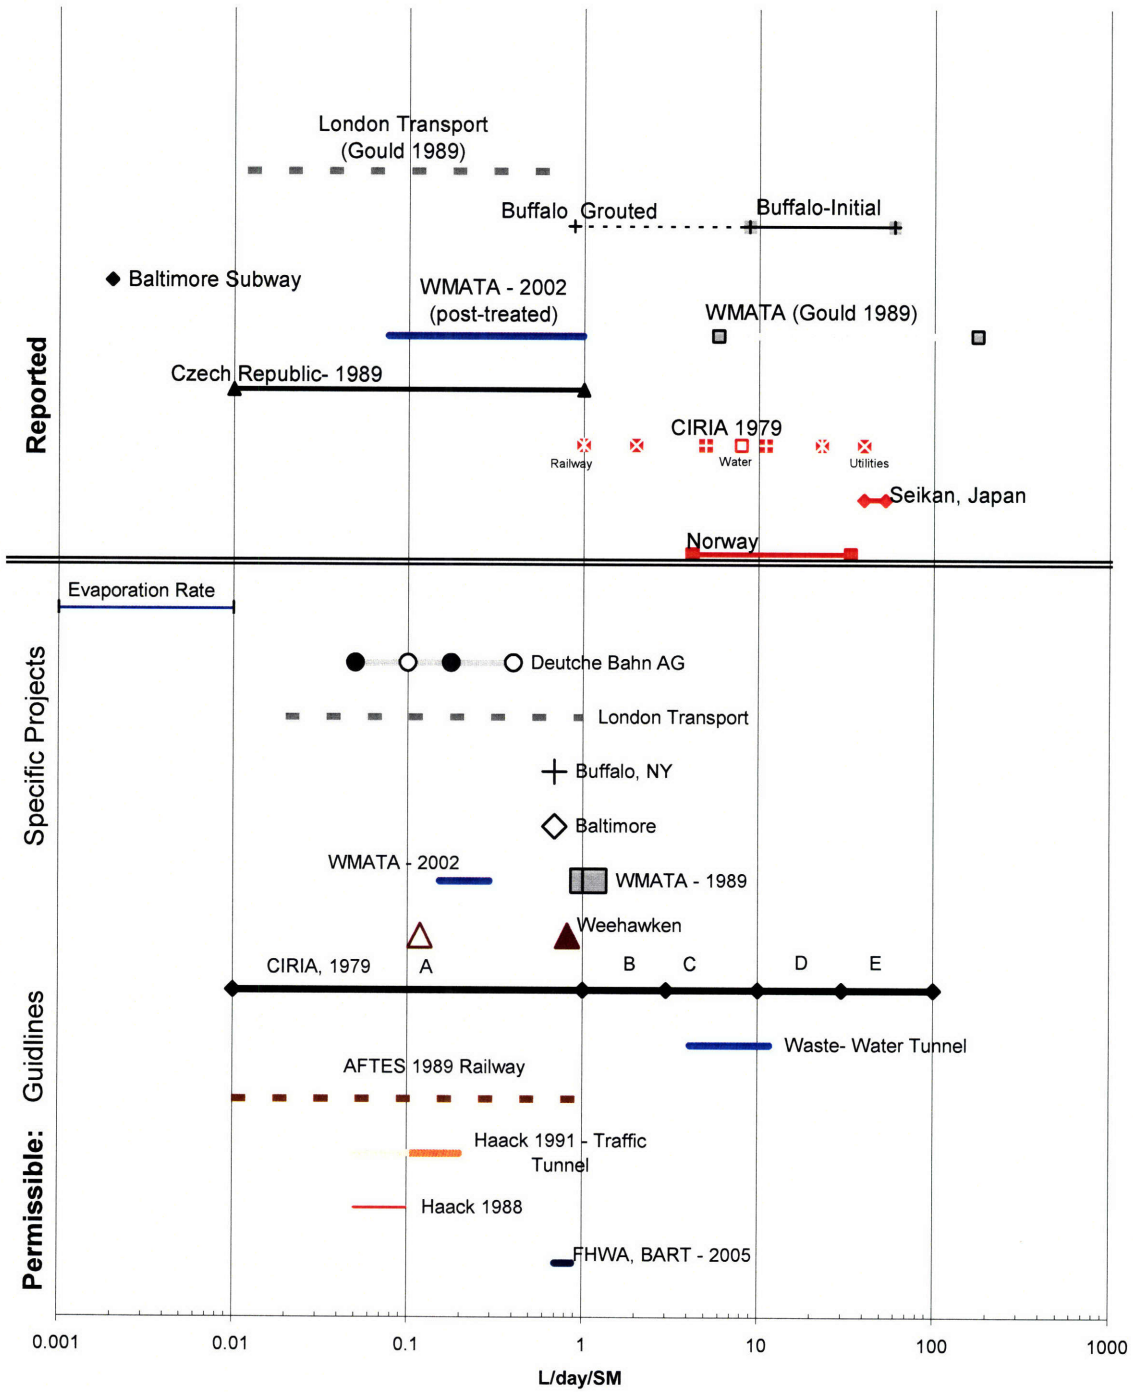 London Transport
(Gould 1989)
Buffalo Grouted
Buffalo-Initial
Baltimore Subway
WMATA - 2002
(post-treated)
WMATA (Gould 1989)
Czech Republic- 1989
CIRIA 1979
Railway
Water
Utilities
Seikan, Japan
Norway
Reported
Evaporation Rate
Deutche Bahn AG
London Transport
Buffalo, NY
Baltimore
WMATA - 2002
WMATA - 1989
Weehawken
Specific Projects
CIRIA, 1979
A
B
C
D
E
Waste- Water Tunnel
AFTES 1989 Railway
Haack 1991 - Traffic
Tunnel
Haack 1988
FHWA, BART - 2005
Permissible: Guidlines
0.001
0.01
0.1
1
10
100
1000
L/day/SM